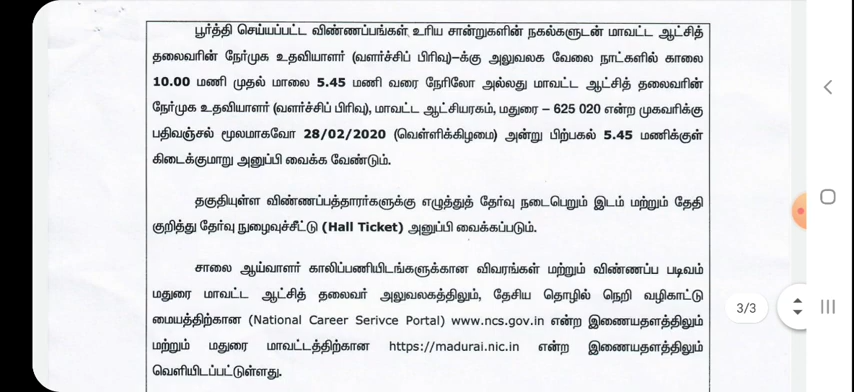 பூர்த்தி செய்யப்பட்ட விண்ணப்பங்கள் உரிய சான்றுகளின் நகல்களுடன் மாவட்ட ஆட்சித்
தலைவரின் நேர்முக உதவியாளர் (வளர்ச்சிப் பிரிவு)-க்கு அலுவலக வேலை நாட்களில் காலை
10.00 மணி முதல் மாலை 5.45 மணி வரை நேரிலோ அல்லது மாவட்ட ஆட்சித் தலைவரின்
நேர்முக உதவியாளர் (வளர்ச்சிப் பிரிவு), மாவட்ட ஆட்சியரகம், மதுரை – 625 020 என்ற முகவரிக்கு
பதிவஞ்சல் மூலமாகவோ 28/02/2020 (வெள்ளிக்கிழமை) அன்று பிற்பகல் 5.45 மணிக்குள்
கிடைக்குமாறு அனுப்பி வைக்க வேண்டும்.
தகுதியுள்ள விண்ணப்பத்தாரர்களுக்கு எழுத்துத் தேர்வு நடைபெறும் இடம் மற்றும் தேதி
குறித்து தேர்வு நுழைவுச்சீட்டு (Hall Ticket) அனுப்பி வைக்கப்படும்.
சாலை ஆய்வாளர் காலிப்பணியிடங்களுக்கான விவரங்கள் மற்றும் விண்ணப்ப படிவம்
மதுரை மாவட்ட ஆட்சித் தலைவர் அலுவலகத்திலும், தேசிய தொழில் நெறி வழிகாட்டு
மையத்திற்கான (National Career Serivce Portal) www.ncs.gov.in என்ற இணையதளத்திலும்
மற்றும் மதுரை மாவட்டத்திற்கான https://madurai.nic.in என்ற இணையதளத்திலும்
வெளியிடப்பட்டுள்ளது.
3/3